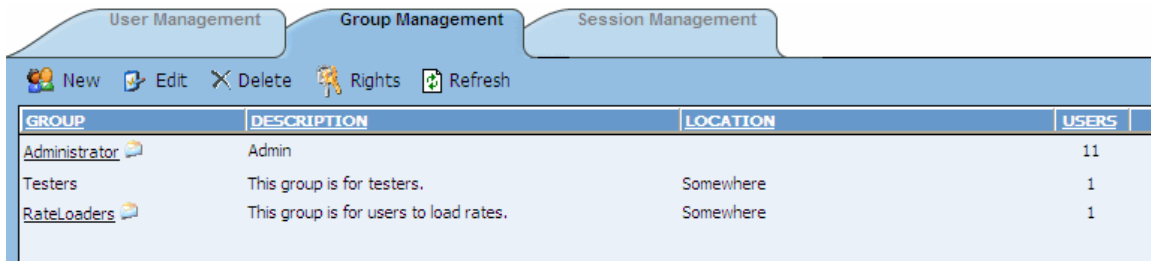 User Management Group Management Session Management
New Edit Delete Rights Refresh
GROUP DESCRIPTION LOCATION USERS
Administrator Admin 11
Testers This group is for testers. Somewhere 1
RateLoaders This group is for users to load rates. Somewhere 1